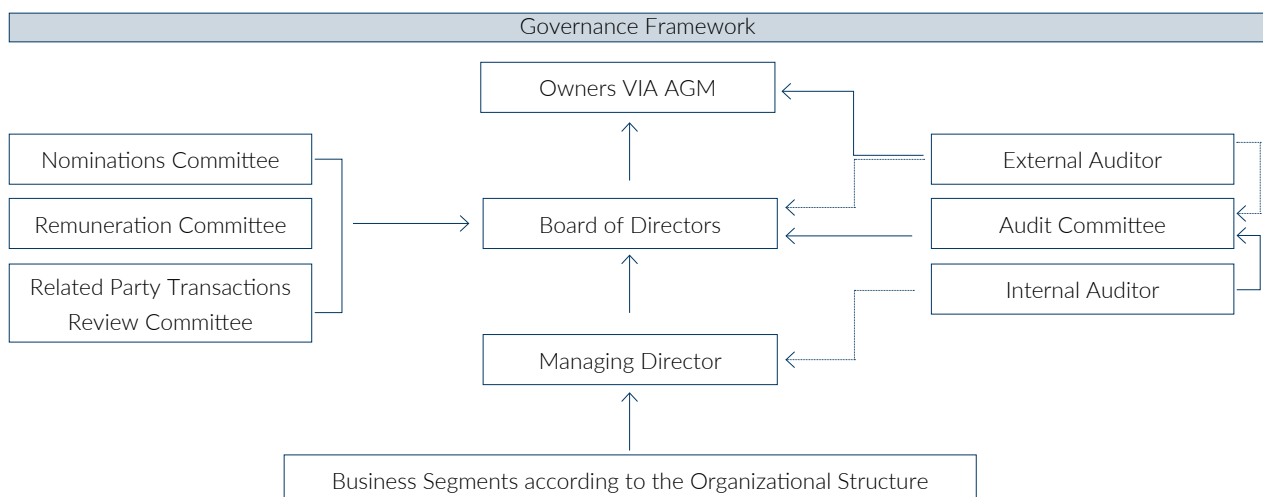 Governance Framework
Owners VIA AGM
Nominations Committee
External Auditor
Remuneration Committee
Board of Directors
Audit Committee
Related Party Transactions
Review Committee
Internal Auditor
Managing Director
Business Segments according to the Organizational Structure